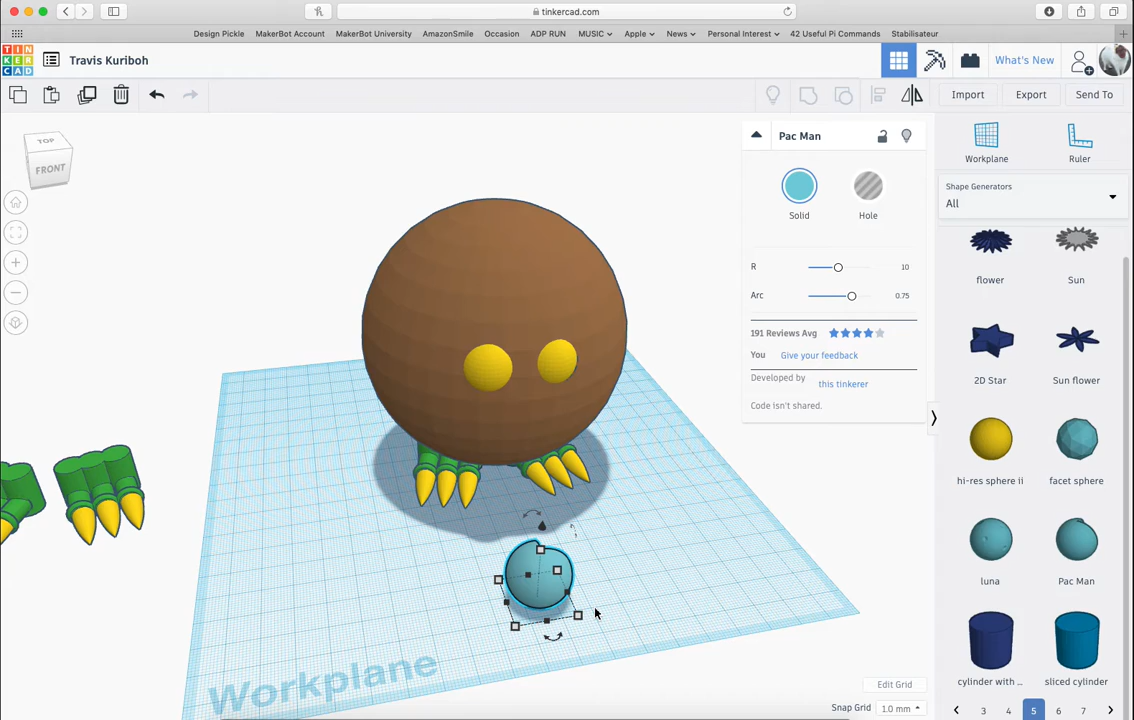 tinkercad.com
Design Pickle MakerBot Account MakerBot University AmazonSmile Occasion ADP RUN MUSIC Apple News Personal Interest 42 Useful Pi Commands Stabilisateur
TIN
KER
CAD
Travis Kuriboh
What's New
Import Export Send To
TOP
FRONT
Pac Man
Solid Hole
R 10
Arc 0.75
191 Reviews Avg
You Give your feedback
Developed by this tinkerer
Code isn't shared.
Workplane Ruler
Shape Generators
All
flower Sun
2D Star Sun flower
hi-res sphere ii facet sphere
luna Pac Man
cylinder with ... sliced cylinder
3 4 5 6 7
Workplane
Edit Grid
Snap Grid 1.0 mm